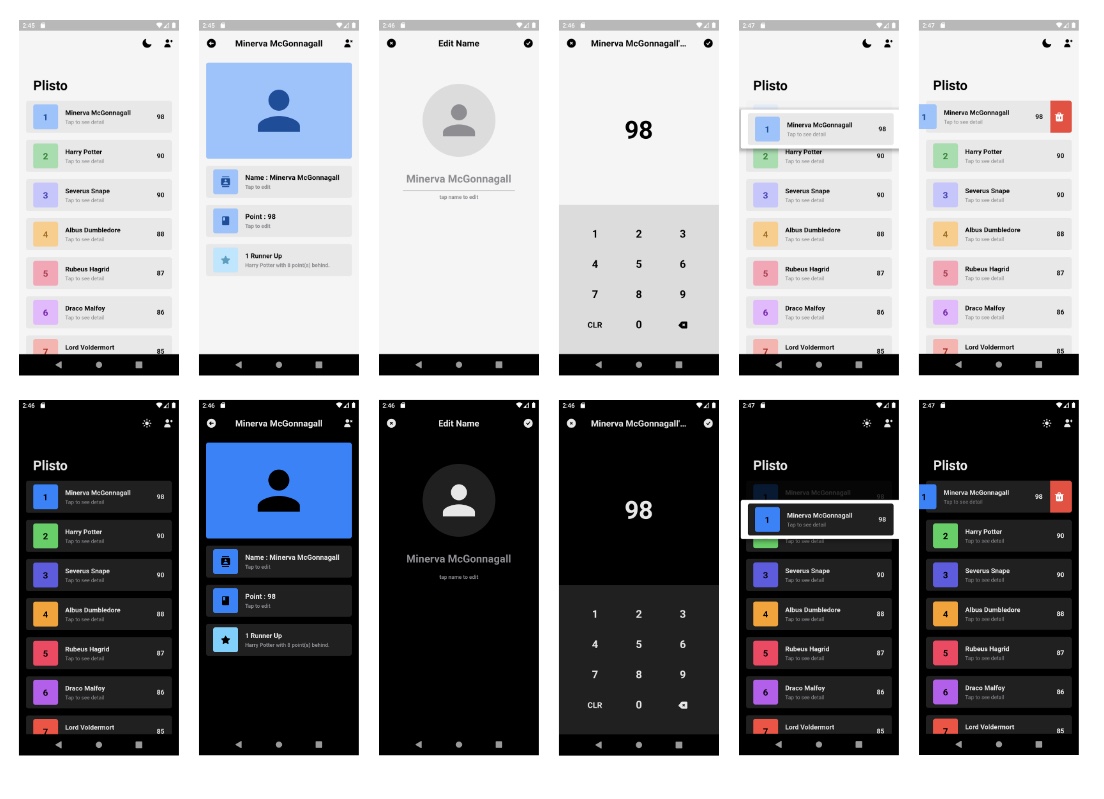 2:45
Plisto
1
Minerva McGonnagall
Tap to see detail
98
2
Harry Potter
Tap to see detail
90
3
Severus Snape
Tap to see detail
90
4
Albus Dumbledore
Tap to see detail
88
5
Rubeus Hagrid
Tap to see detail
87
6
Draco Malfoy
Tap to see detail
86
7
Lord Voldermort
85
2:45
Minerva McGonnagall
Name : Minerva McGonnagall
Tap to edit
Point : 98
Tap to edit
1 Runner Up
Harry Potter with 8 point(s) behind.
2:46
Edit Name
Minerva McGonnagall
tap name to edit
2:46
Minerva McGonnagall'...
98
1 2 3
4 5 6
7 8 9
CLR 0
2:47
Plisto
1
Minerva McGonnagall
Tap to see detail
98
2
Harry Potter
Tap to see detail
90
3
Severus Snape
Tap to see detail
90
4
Albus Dumbledore
Tap to see detail
88
5
Rubeus Hagrid
Tap to see detail
87
6
Draco Malfoy
Tap to see detail
86
7
Lord Voldermort
85
2:47
Plisto
1
Minerva McGonnagall
Tap to see detail
98
2
Harry Potter
Tap to see detail
90
3
Severus Snape
Tap to see detail
90
4
Albus Dumbledore
Tap to see detail
88
5
Rubeus Hagrid
Tap to see detail
87
6
Draco Malfoy
Tap to see detail
86
7
Lord Voldermort
85
2:46
Plisto
1
Minerva McGonnagall
Tap to see detail
98
2
Harry Potter
Tap to see detail
90
3
Severus Snape
Tap to see detail
90
4
Albus Dumbledore
Tap to see detail
88
5
Rubeus Hagrid
Tap to see detail
87
6
Draco Malfoy
Tap to see detail
86
7
Lord Voldermort
85
2:46
Minerva McGonnagall
Name : Minerva McGonnagall
Tap to edit
Point : 98
Tap to edit
1 Runner Up
Harry Potter with 8 point(s) behind.
2:46
Edit Name
Minerva McGonnagall
tap name to edit
2:46
Minerva McGonnagall'...
98
1 2 3
4 5 6
7 8 9
CLR 0
2:47
Plisto
1
Minerva McGonnagall
98
1
Minerva McGonnagall
Tap to see detail
98
Tap to see detail
3
Severus Snape
Tap to see detail
90
4
Albus Dumbledore
Tap to see detail
88
5
Rubeus Hagrid
Tap to see detail
87
6
Draco Malfoy
Tap to see detail
86
7
Lord Voldermort
85
2:47
Plisto
1
Minerva McGonnagall
Tap to see detail
98
2
Harry Potter
Tap to see detail
90
3
Severus Snape
Tap to see detail
90
4
Albus Dumbledore
Tap to see detail
88
5
Rubeus Hagrid
Tap to see detail
87
6
Draco Malfoy
Tap to see detail
86
7
Lord Voldermort
85